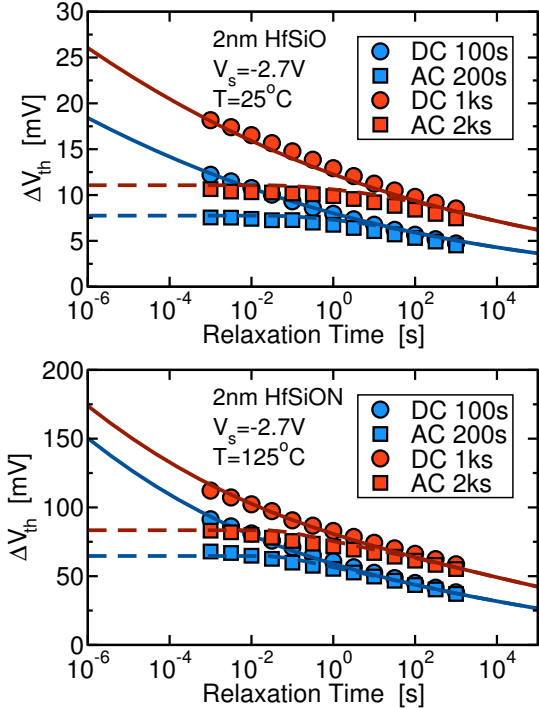 30
25
20
15
10
5
0
ΔV_th [mV]
2nm HfSiO
V_s=-2.7V
T=25°C
DC 100s
AC 200s
DC 1ks
AC 2ks
10^-6 10^-4 10^-2 10^0 10^2 10^4
Relaxation Time [s]
200
150
100
50
0
ΔV_th [mV]
2nm HfSiON
V_s=-2.7V
T=125°C
DC 100s
AC 200s
DC 1ks
AC 2ks
10^-6 10^-4 10^-2 10^0 10^2 10^4
Relaxation Time [s]